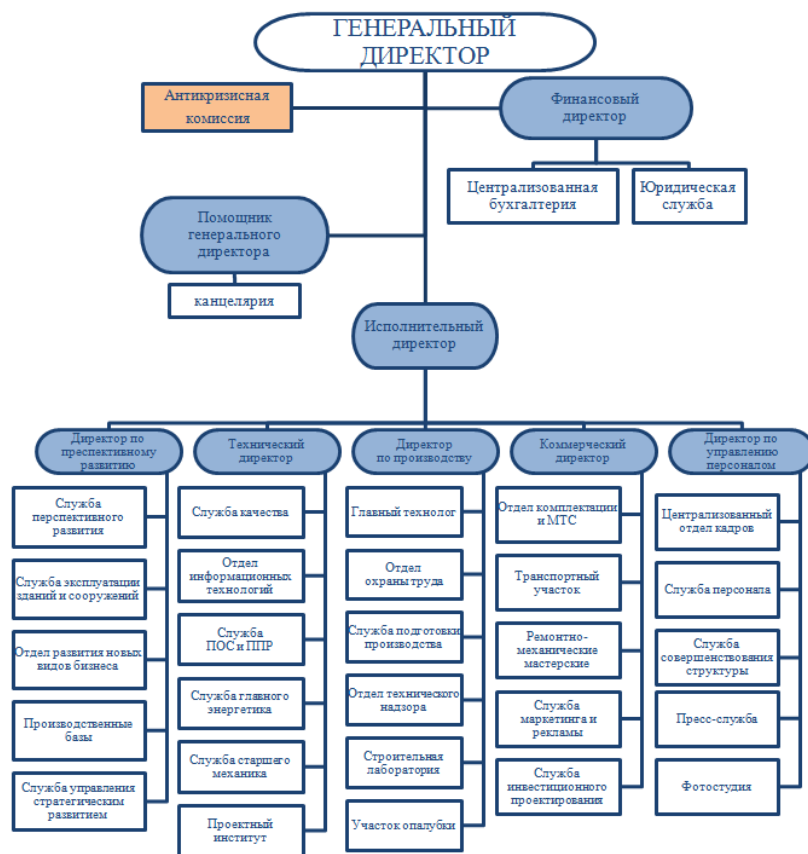 ГЕНЕРАЛЬНЫЙ
ДИРЕКТОР
Антикризисная
комиссия
Финансовый
директор
Централизованная
бухгалтерия
Юридическая
служба
Помощник
генерального
директора
канцелярия
Исполнительный
директор
Директор по
преспективному
развитию
Технический
директор
Директор
по производству
Коммерческий
директор
Директор по
управлению
персоналом
Служба
перспективного
развития
Служба эксплуатации
зданий и сооружений
Отдел развития новых
видов бизнеса
Производственные
базы
Служба управления
стратегическим
развитием
Служба качества
Отдел
информационных
технологий
Служба
ПОС и ППР
Служба главного
энергетика
Служба старшего
механика
Проектный
институт
Главный технолог
Отдел
охраны труда
Служба подготовки
производства
Отдел технического
надзора
Строительная
лаборатория
Участок опалубки
Отдел комплектации
и МТС
Транспортный
участок
Ремонтно-
механические
мастерские
Служба
маркетинга и
рекламы
Служба
инвестиционного
проектирования
Централизованный
отдел кадров
Служба персонала
Служба
совершенствования
структуры
Пресс-служба
Фотостудия